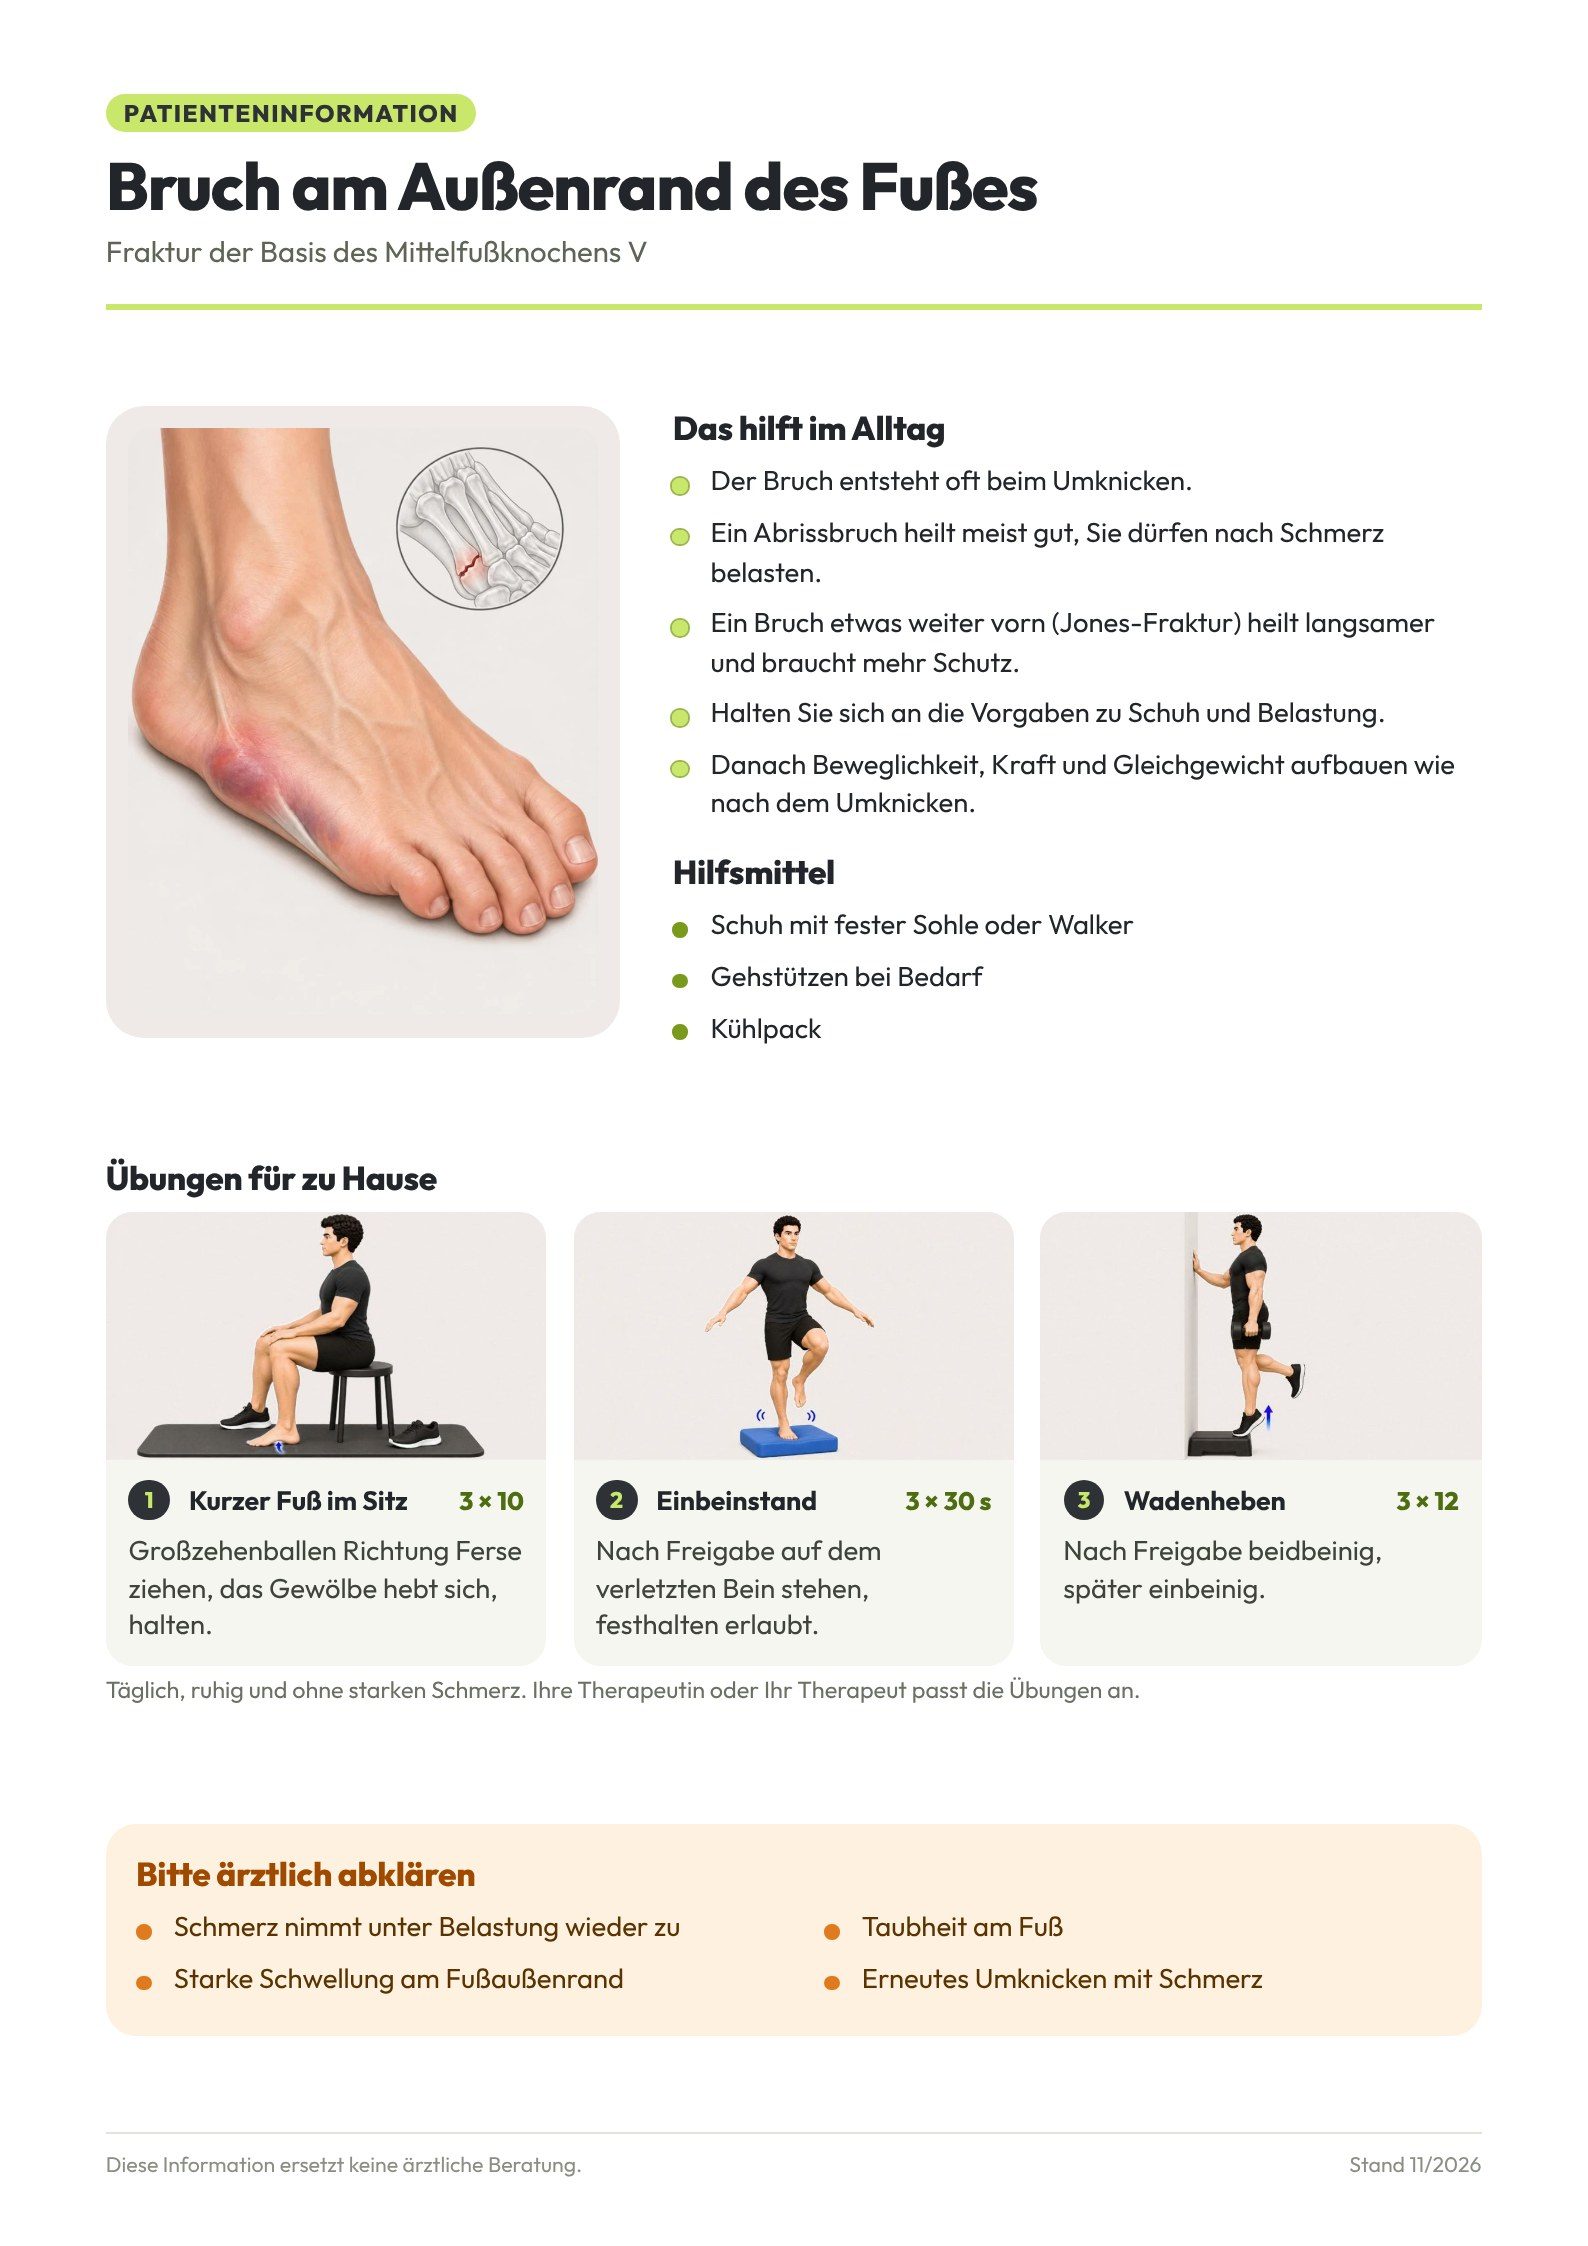 PATIENTENINFORMATION
Bruch am Außenrand des Fußes
Fraktur der Basis des Mittelfußknochens V
Das hilft im Alltag
Der Bruch entsteht oft beim Umknicken.
Ein Abrissbruch heilt meist gut, Sie dürfen nach Schmerz
belasten.
Ein Bruch etwas weiter vorn (Jones-Fraktur) heilt langsamer
und braucht mehr Schutz.
Halten Sie sich an die Vorgaben zu Schuh und Belastung.
Danach Beweglichkeit, Kraft und Gleichgewicht aufbauen wie
nach dem Umknicken.
Hilfsmittel
Schuh mit fester Sohle oder Walker
Gehstützen bei Bedarf
Kühlpack
Übungen für zu Hause
1 Kurzer Fuß im Sitz 3 × 10
Großzehenballen Richtung Ferse
ziehen, das Gewölbe hebt sich,
halten.
2 Einbeinstand 3 × 30 s
Nach Freigabe auf dem
verletzten Bein stehen,
festhalten erlaubt.
3 Wadenheben 3 × 12
Nach Freigabe beidbeinig,
später einbeinig.
Täglich, ruhig und ohne starken Schmerz. Ihre Therapeutin oder Ihr Therapeut passt die Übungen an.
Bitte ärztlich abklären
Schmerz nimmt unter Belastung wieder zu
Starke Schwellung am Fußaußenrand
Taubheit am Fuß
Erneutes Umknicken mit Schmerz
Diese Information ersetzt keine ärztliche Beratung.
Stand 11/2026